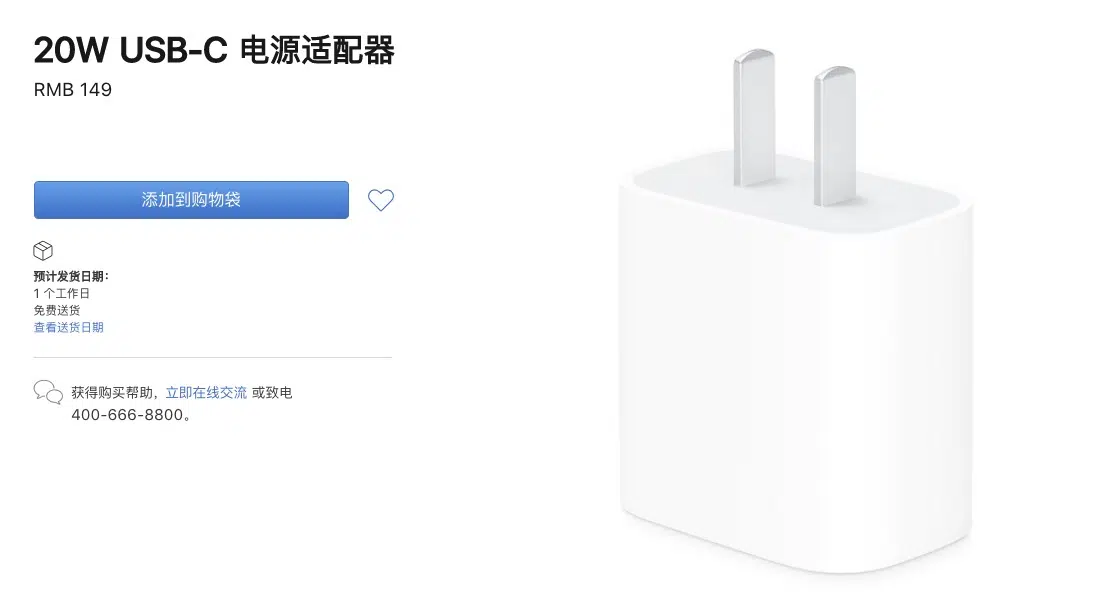 20W USB-C 电源适配器
RMB 149
添加到购物袋
预计发货日期：
1 个工作日
免费送货
查看送货日期
获得购买帮助，立即在线交流 或致电
400-666-8800。